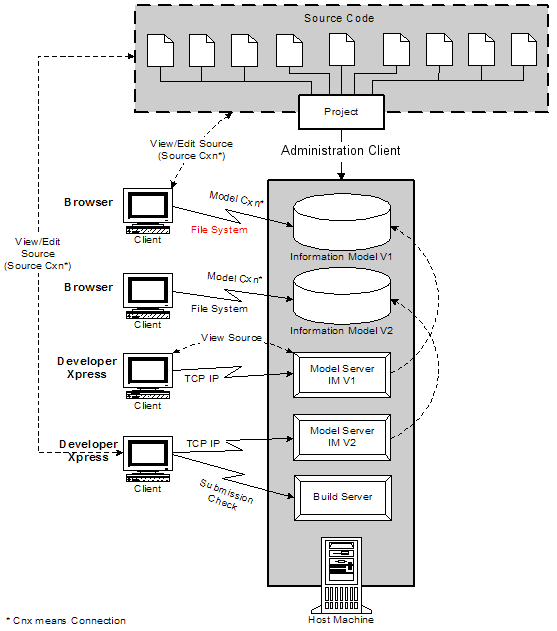 Source Code
Project
View/Edit Source
(Source Cxn*)
Administration Client
Browser
Client
Model Cxn*
File System
Information Model V1
View/Edit
Source
(Source Cxn*)
Browser
Client
Model Cxn*
File System
Information Model V2
View Source
Developer
Xpress
Client
TCP IP
Model Server
IM V1
Developer
Xpress
Client
TCP IP
Model Server
IM V2
Submission
Check
Build Server
Host Machine
* Cnx means Connection